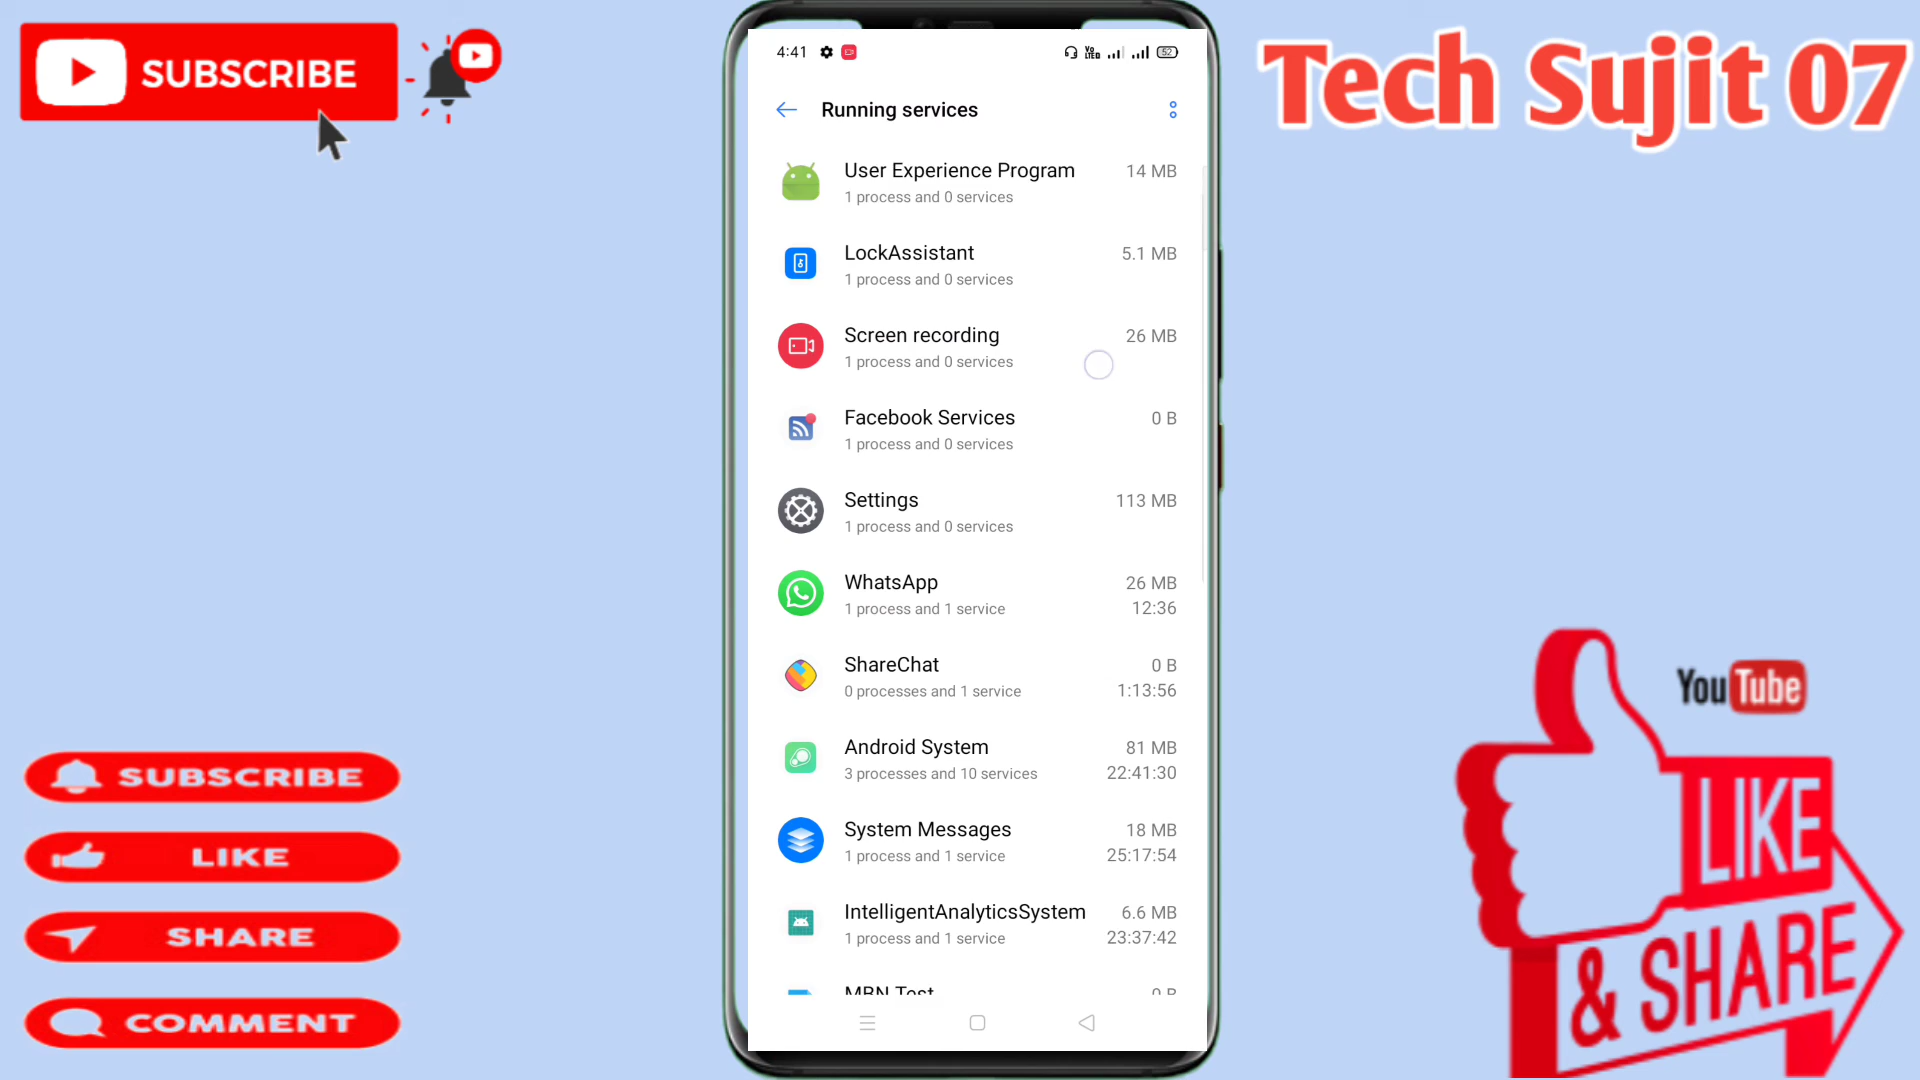 SUBSCRIBE
Tech Sujit 07
4:41
Vo
LTE D
52
Running services
User Experience Program
14 MB
1 process and 0 services
LockAssistant
5.1 MB
1 process and 0 services
Screen recording
26 MB
1 process and 0 services
Facebook Services
0 B
1 process and 0 services
Settings
113 MB
1 process and 0 services
WhatsApp
26 MB
1 process and 1 service
12:36
ShareChat
0 B
0 processes and 1 service
1:13:56
Android System
81 MB
3 processes and 10 services
22:41:30
System Messages
18 MB
1 process and 1 service
25:17:54
IntelligentAnalyticsSystem
6.6 MB
1 process and 1 service
23:37:42
MBN Test
0 B
SUBSCRIBE
LIKE
SHARE
COMMENT
YouTube
LIKE
& SHARE